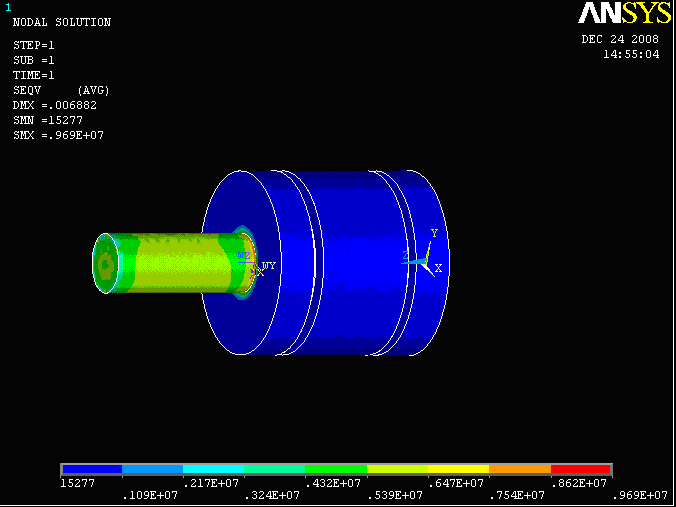 1
NODAL SOLUTION
STEP=1
SUB =1
TIME=1
SEQV (AVG)
DMX =.006882
SMN =15277
SMX =.969E+07
ANSYS
DEC 24 2008
14:55:04
Y
Z
X
X
15277
.109E+07
.217E+07
.324E+07
.432E+07
.539E+07
.647E+07
.754E+07
.862E+07
.969E+07